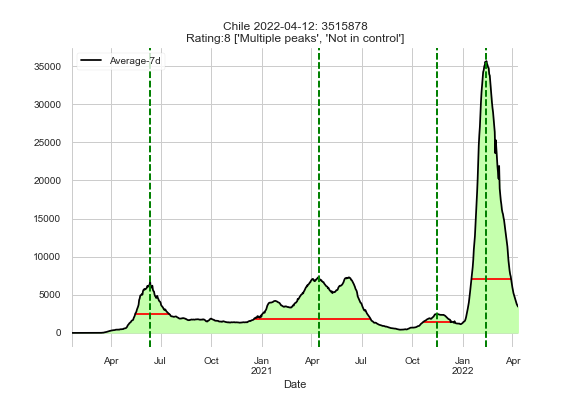 Chile 2022-04-12: 3515878
Rating:8 ['Multiple peaks', 'Not in control']
Average-7d
35000
30000
25000
20000
15000
10000
5000
0
Apr Jul Oct Jan Apr Jul Oct Jan Apr
2021 2022
Date